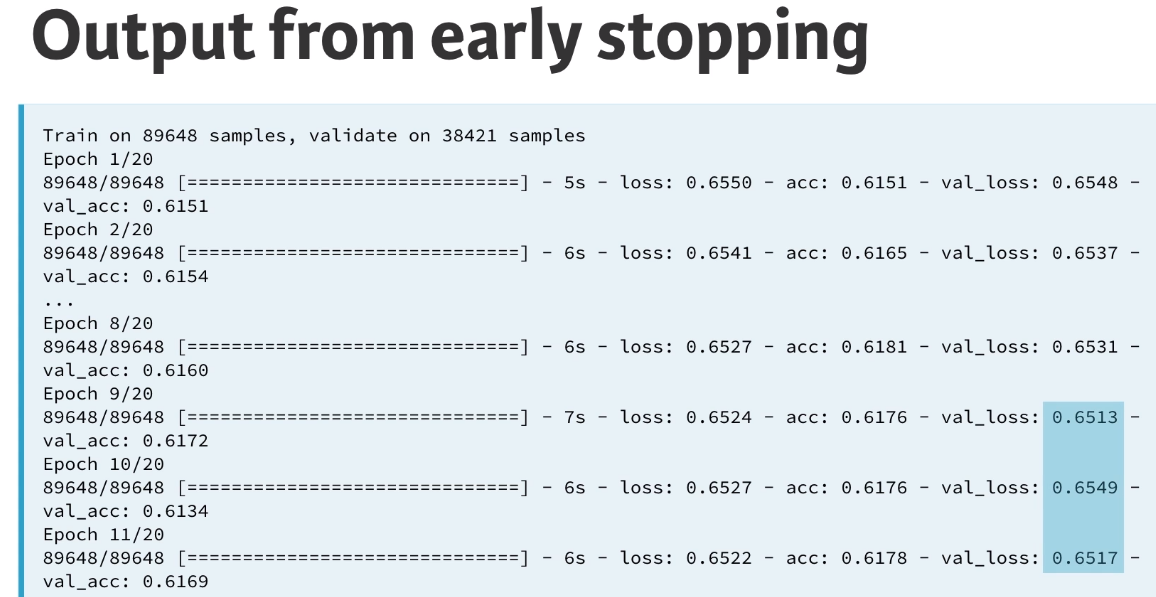 Output from early stopping
Train on 89648 samples, validate on 38421 samples
Epoch 1/20
89648/89648 [==============================] - 5s - loss: 0.6550 - acc: 0.6151 - val_loss: 0.6548 -
val_acc: 0.6151
Epoch 2/20
89648/89648 [==============================] - 6s - loss: 0.6541 - acc: 0.6165 - val_loss: 0.6537 -
val_acc: 0.6154
...
Epoch 8/20
89648/89648 [==============================] - 6s - loss: 0.6527 - acc: 0.6181 - val_loss: 0.6531 -
val_acc: 0.6160
Epoch 9/20
89648/89648 [==============================] - 7s - loss: 0.6524 - acc: 0.6176 - val_loss: 0.6513 -
val_acc: 0.6172
Epoch 10/20
89648/89648 [==============================] - 6s - loss: 0.6527 - acc: 0.6176 - val_loss: 0.6549 -
val_acc: 0.6134
Epoch 11/20
89648/89648 [==============================] - 6s - loss: 0.6522 - acc: 0.6178 - val_loss: 0.6517 -
val_acc: 0.6169